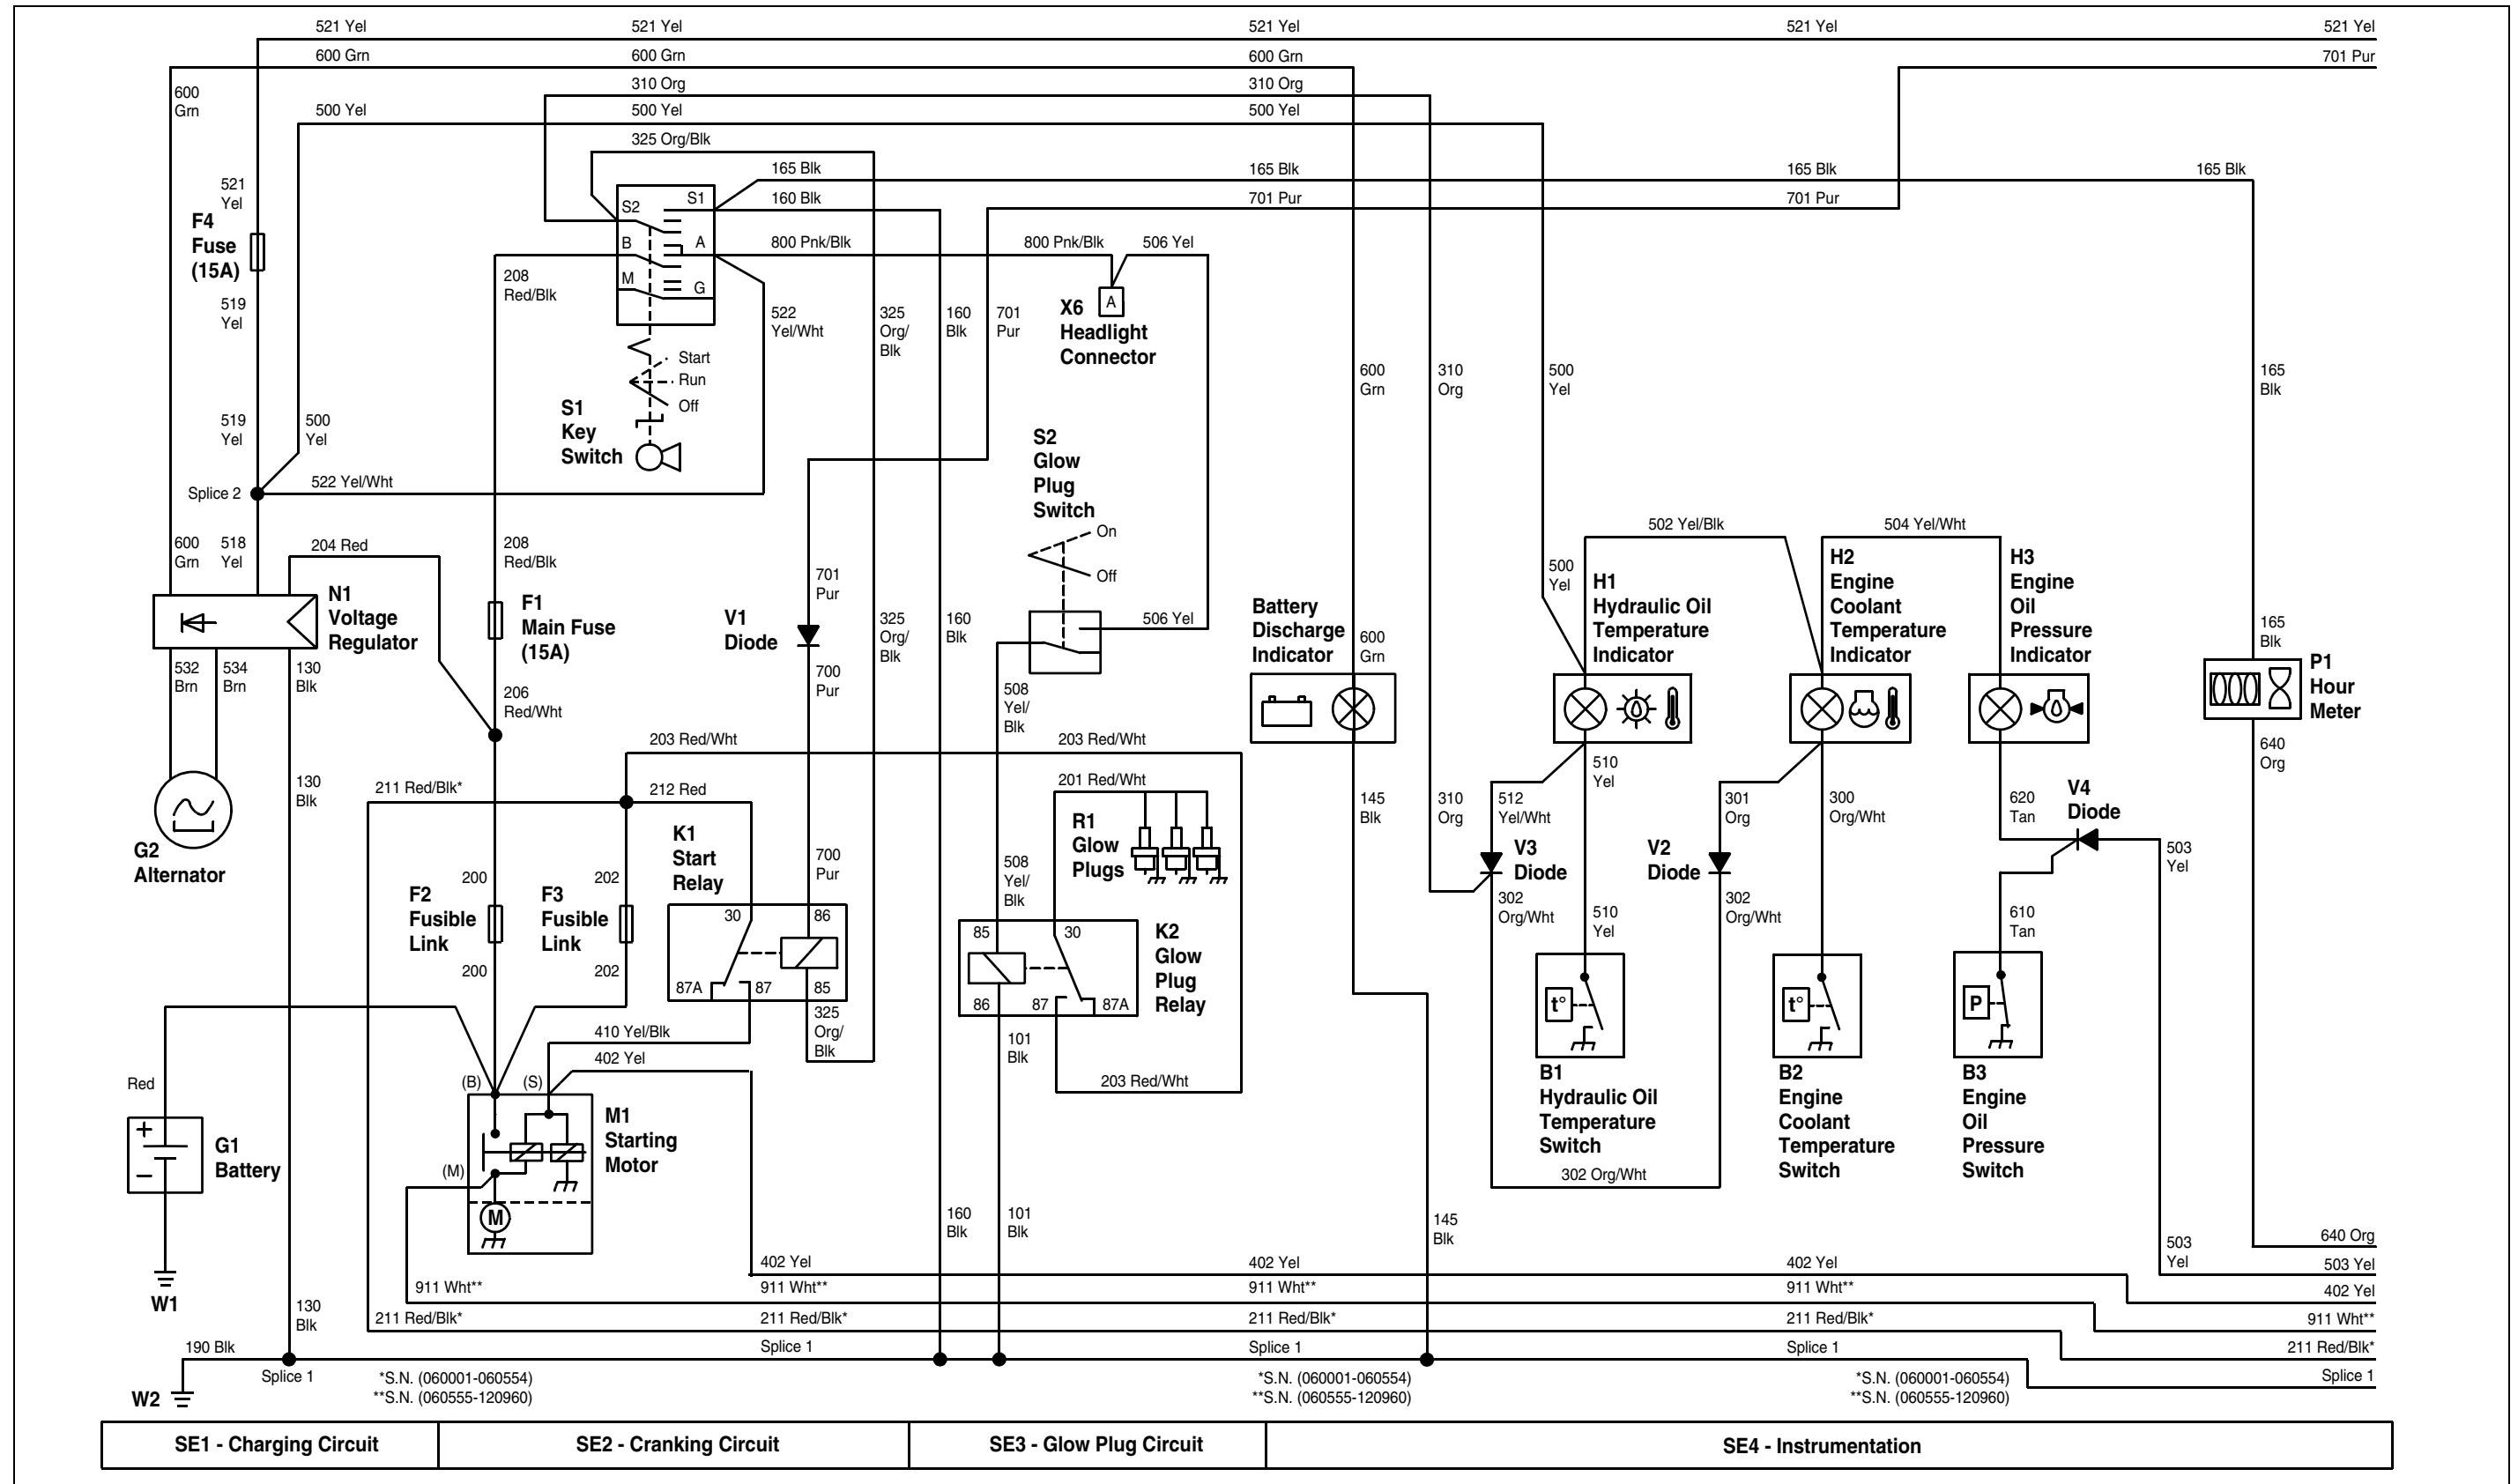 521 Yel
521 Yel
521 Yel
521 Yel
521 Yel
600 Grn
600 Grn
600 Grn
701 Pur
310 Org
310 Org
600
Grn
500 Yel
500 Yel
500 Yel
325 Org/Blk
165 Blk
165 Blk
165 Blk
165 Blk
160 Blk
701 Pur
701 Pur
521
Yel
F4
Fuse
(15A)
519
Yel
519
Yel
500
Yel
Splice 2
522 Yel/Wht
S2
S1
B
A
M
G
208
Red/Blk
800 Pnk/Blk
800 Pnk/Blk
506 Yel
522
Yel/Wht
325
Org/
Blk
160
Blk
701
Pur
X6
Headlight
Connector
A
Start
Run
Off
S1
Key
Switch
600
Grn
310
Org
500
Yel
165
Blk
S2
Glow
Plug
Switch
On
Off
506 Yel
600
Grn
518
Yel
204 Red
208
Red/Blk
N1
Voltage
Regulator
F1
Main Fuse
(15A)
V1
Diode
701
Pur
700
Pur
325
Org/
Blk
160
Blk
532
Brn
534
Brn
130
Blk
206
Red/Wht
508
Yel/
Blk
Battery
Discharge
Indicator
600
Grn
500
Yel
H1
Hydraulic Oil
Temperature
Indicator
502 Yel/Blk
H2
Engine
Coolant
Temperature
Indicator
504 Yel/Wht
H3
Engine
Oil
Pressure
Indicator
165
Blk
P1
Hour
Meter
640
Org
203 Red/Wht
203 Red/Wht
211 Red/Blk*
212 Red
201 Red/Wht
130
Blk
G2
Alternator
K1
Start
Relay
700
Pur
R1
Glow
Plugs
508
Yel/
Blk
145
Blk
310
Org
512
Yel/Wht
510
Yel
301
Org
300
Org/Wht
620
Tan
V4
Diode
503
Yel
V3
Diode
V2
Diode
302
Org/Wht
510
Yel
302
Org/Wht
610
Tan
200
202
F2
Fusible
Link
F3
Fusible
Link
200
202
30
86
87A
87
85
325
Org/
Blk
85
30
86
87
87A
K2
Glow
Plug
Relay
101
Blk
203 Red/Wht
410 Yel/Blk
402 Yel
t°
t°
P
Red
(B)
(S)
(M)
M
M1
Starting
Motor
+
–
G1
Battery
W1
B1
Hydraulic Oil
Temperature
Switch
B2
Engine
Coolant
Temperature
Switch
B3
Engine
Oil
Pressure
Switch
302 Org/Wht
160
Blk
101
Blk
145
Blk
503
Yel
640 Org
402 Yel
402 Yel
402 Yel
503 Yel
911 Wht**
911 Wht**
911 Wht**
911 Wht**
402 Yel
130
Blk
211 Red/Blk*
211 Red/Blk*
211 Red/Blk*
211 Red/Blk*
911 Wht**
190 Blk
Splice 1
Splice 1
Splice 1
211 Red/Blk*
Splice 1
Splice 1
W2
*S.N. (060001-060554)
**S.N. (060555-120960)
*S.N. (060001-060554)
**S.N. (060555-120960)
*S.N. (060001-060554)
**S.N. (060555-120960)
SE1 - Charging Circuit
SE2 - Cranking Circuit
SE3 - Glow Plug Circuit
SE4 - Instrumentation